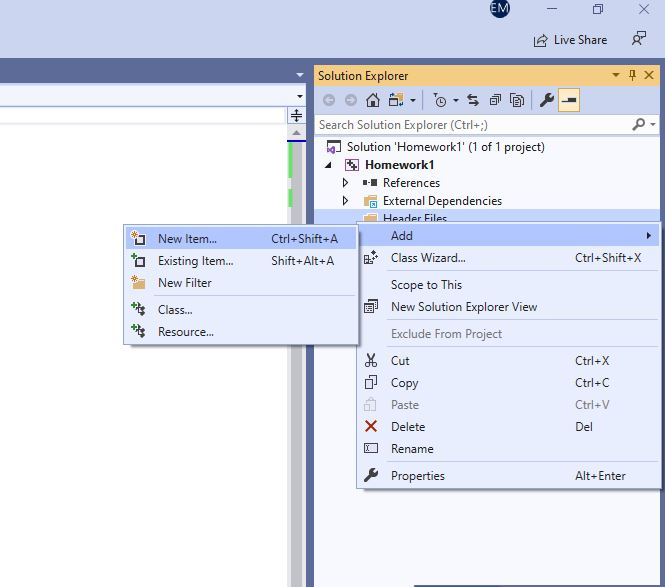 EM
Live Share
Solution Explorer
Search Solution Explorer (Ctrl+;)
Solution 'Homework1' (1 of 1 project)
Homework1
References
External Dependencies
Header Files
New Item... Ctrl+Shift+A
Existing Item... Shift+Alt+A
New Filter
Class...
Resource...
Add
Class Wizard... Ctrl+Shift+X
Scope to This
New Solution Explorer View
Exclude From Project
Cut Ctrl+X
Copy Ctrl+C
Paste Ctrl+V
Delete Del
Rename
Properties Alt+Enter